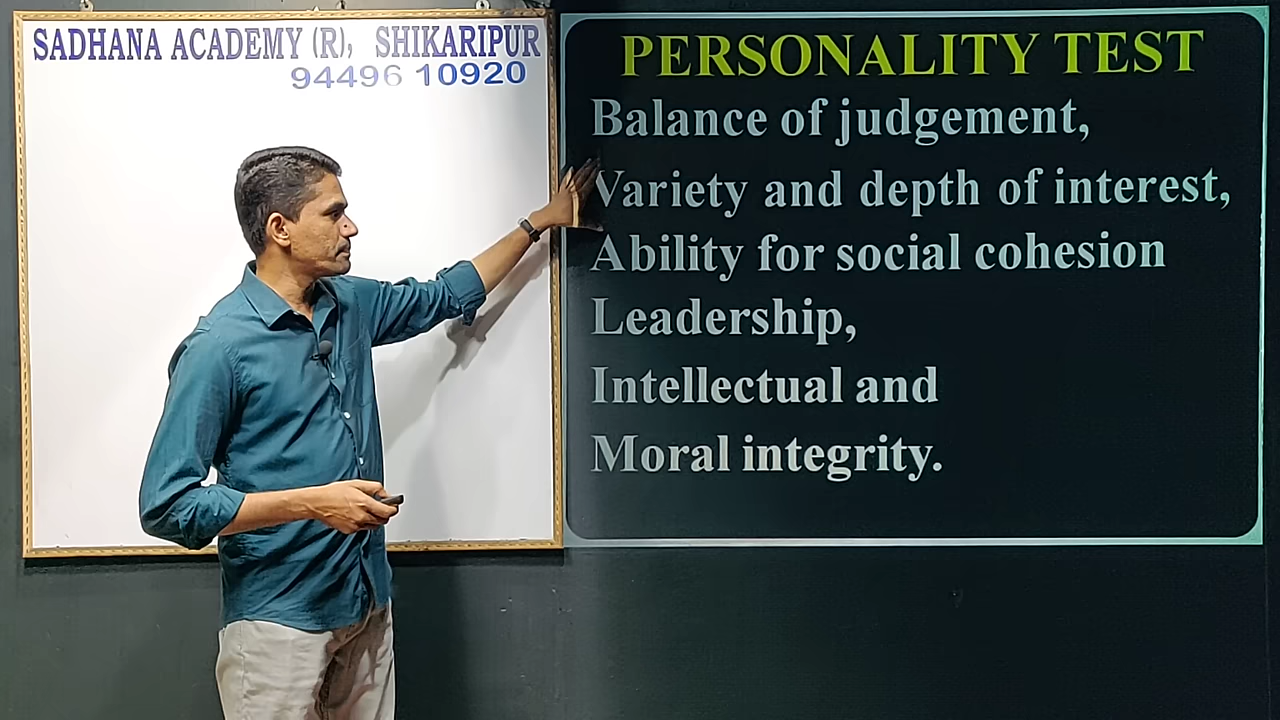 SADHANA ACADEMY (R), SHIKARIPUR
94496 10920
PERSONALITY TEST
Balance of judgement,
Variety and depth of interest,
Ability for social cohesion
Leadership,
Intellectual and
Moral integrity.